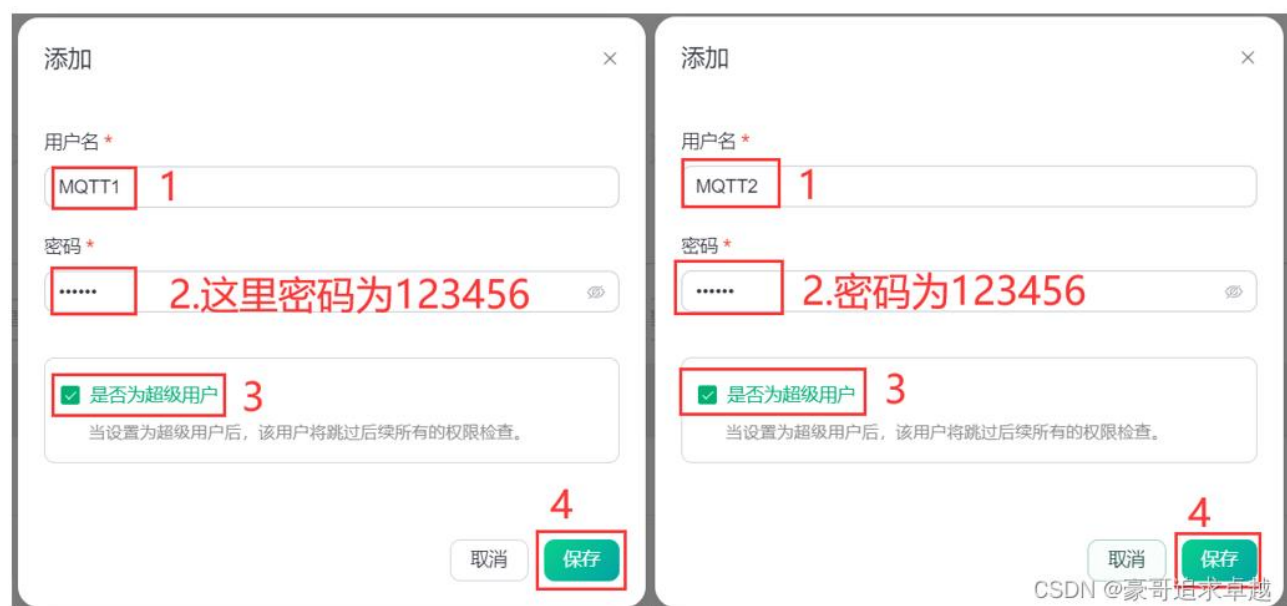 添加
×
用户名 *
MQTT1 1
密码 *
•••••• 2.这里密码为123456
是否为超级用户 3
当设置为超级用户后，该用户将跳过后续所有的权限检查。
4
取消 保存
添加
×
用户名 *
MQTT2 1
密码 *
•••••• 2.密码为123456
是否为超级用户 3
当设置为超级用户后，该用户将跳过后续所有的权限检查。
4
取消 保存
CSDN @豪哥追求卓越